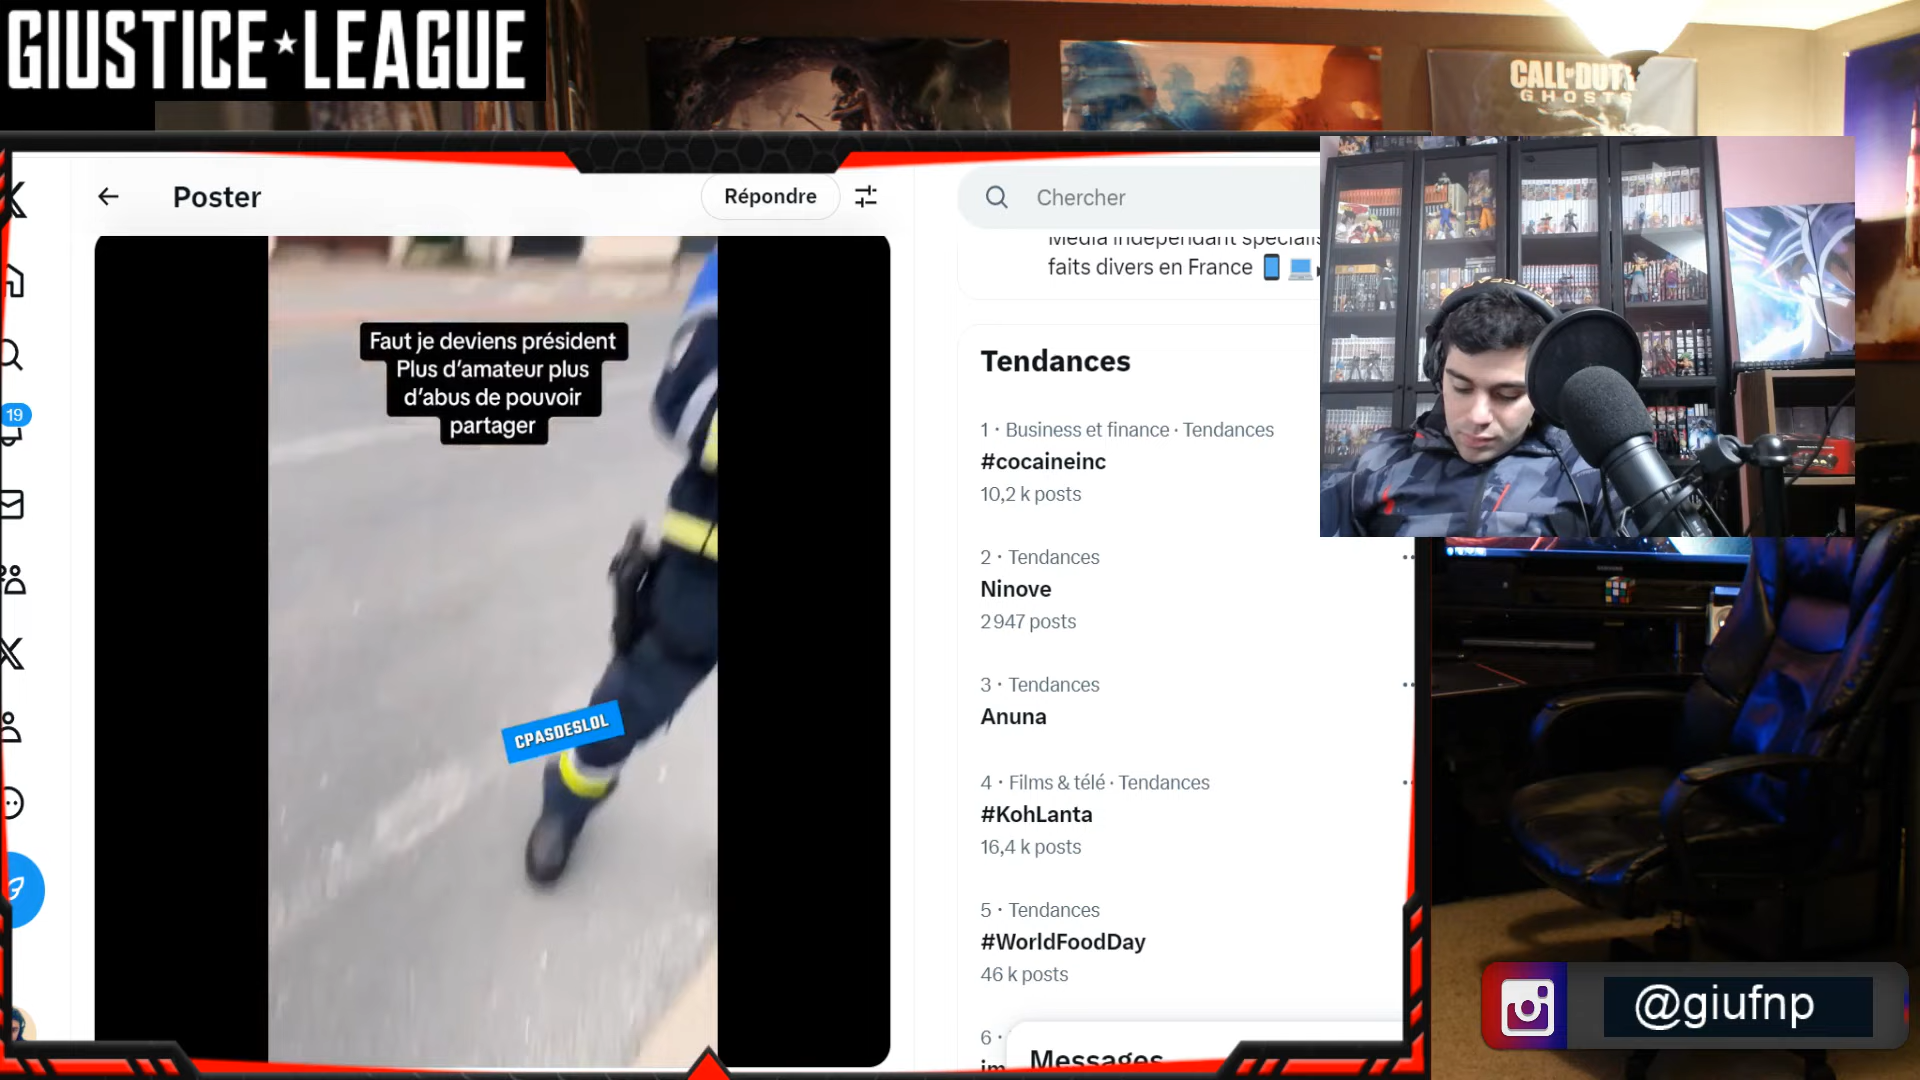 GIUSTICE★LEAGUE
CALL OF DUTY
GHOSTS
Poster
Répondre
Chercher
faits divers en France
Faut je deviens président
Plus d'amateur plus
d'abus de pouvoir
partager
CPASDESLOL
19
Tendances
1 · Business et finance · Tendances
#cocaineinc
10,2 k posts
2 · Tendances
Ninove
2 947 posts
3 · Tendances
Anuna
4 · Films & télé · Tendances
#KohLanta
16,4 k posts
5 · Tendances
#WorldFoodDay
46 k posts
6 ·
Messages
SAMSUNG
@giufnp